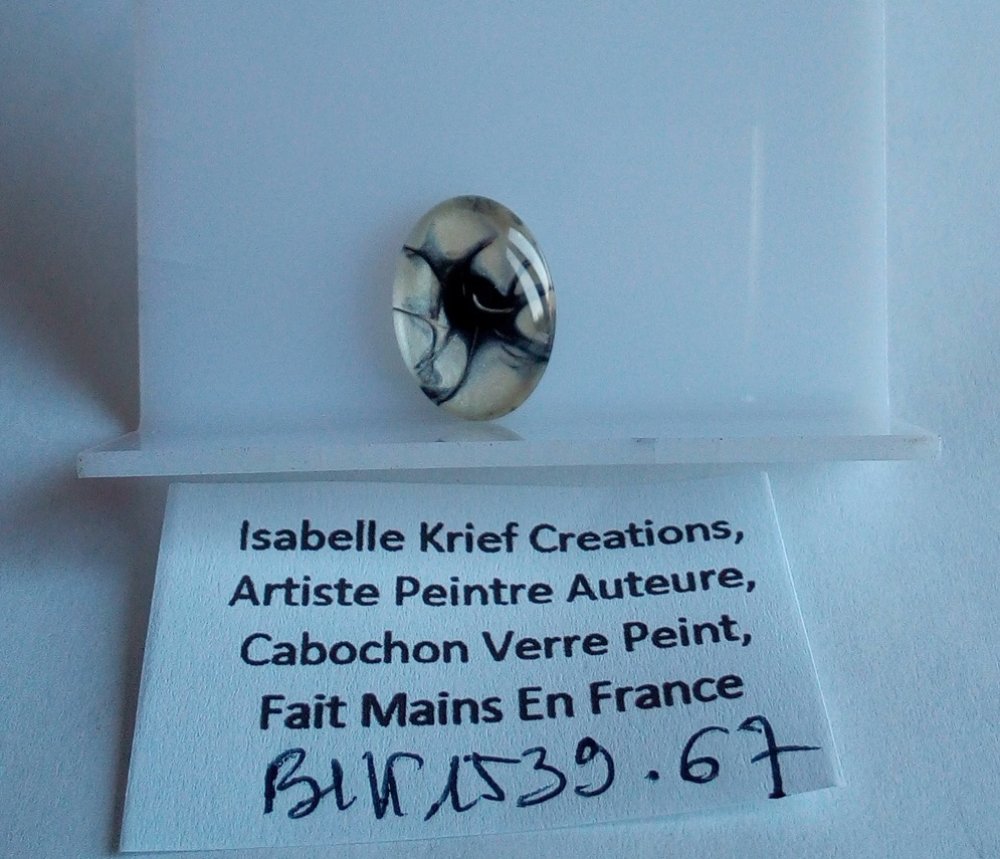 Isabelle Krief Creations,
Artiste Peintre Auteure,
Cabochon Verre Peint,
Fait Mains En France
BIK1539.67